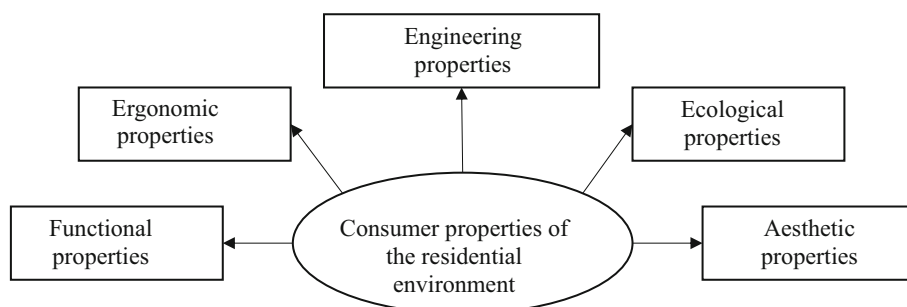 Engineering
properties
Ergonomic
properties
Ecological
properties
Functional
properties
Consumer properties of
the residential
environment
Aesthetic
properties